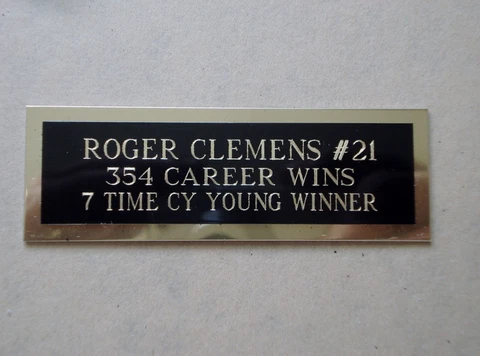 ROGER CLEMENS #21
354 CAREER WINS
7 TIME CY YOUNG WINNER